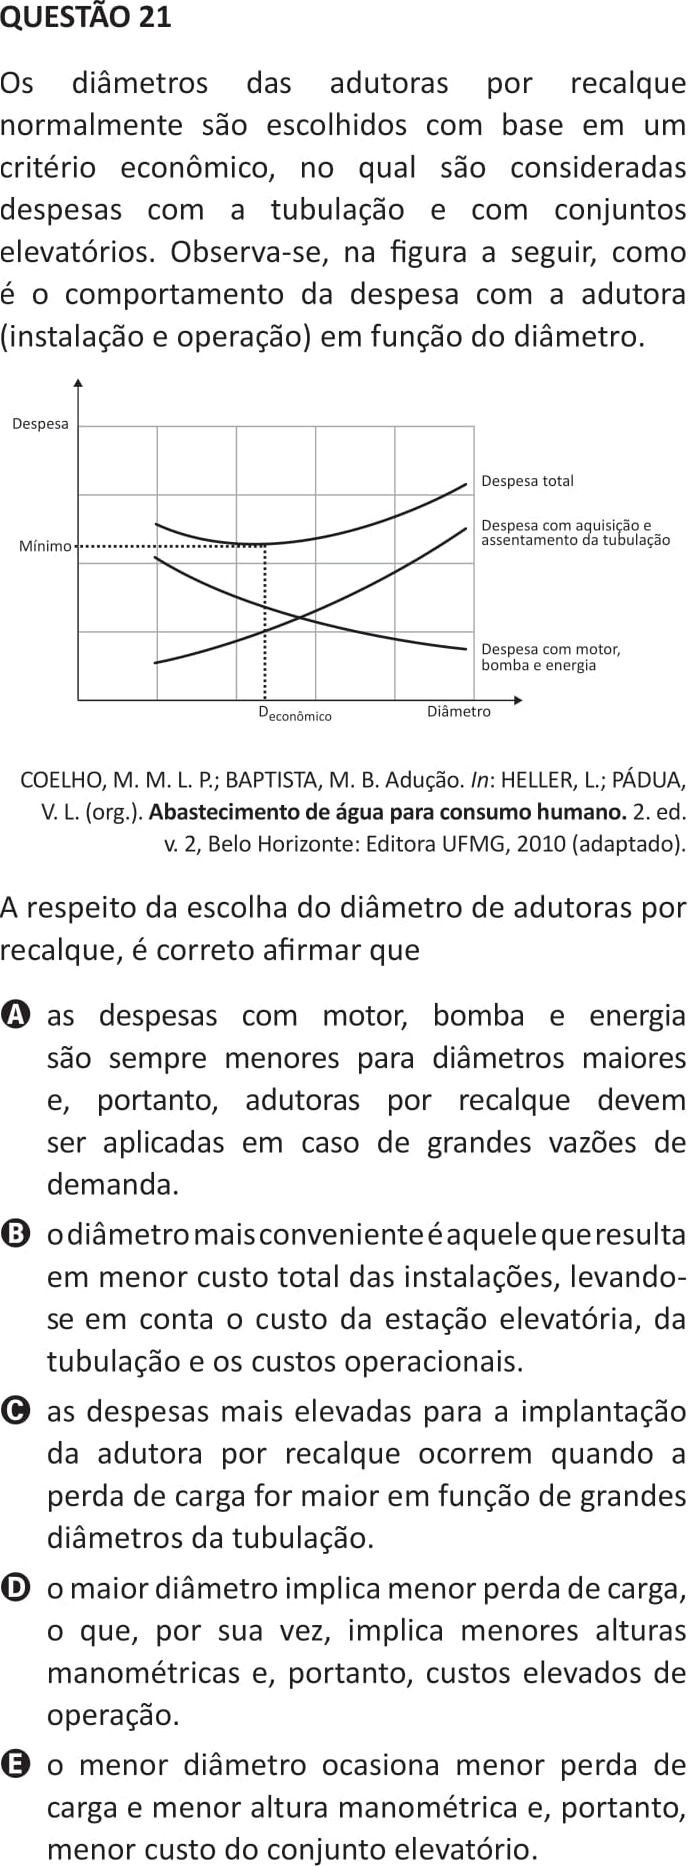 QUESTÃO 21
Os diâmetros das adutoras por recalque
normalmente são escolhidos com base em um
critério econômico, no qual são consideradas
despesas com a tubulação e com conjuntos
elevatórios. Observa-se, na figura a seguir, como
é o comportamento da despesa com a adutora
(instalação e operação) em função do diâmetro.
Despesa
Despesa total
Despesa com aquisição e
assentamento da tubulação
Mínimo
Despesa com motor,
bomba e energia
Deconômico
Diâmetro
COELHO, M. M. L. P.; BAPTISTA, M. B. Adução. In: HELLER, L.; PÁDUA,
V. L. (org.). Abastecimento de água para consumo humano. 2. ed.
v. 2, Belo Horizonte: Editora UFMG, 2010 (adaptado).
A respeito da escolha do diâmetro de adutoras por
recalque, é correto afirmar que
A as despesas com motor, bomba e energia
são sempre menores para diâmetros maiores
e, portanto, adutoras por recalque devem
ser aplicadas em caso de grandes vazões de
demanda.
B o diâmetro mais conveniente é aquele que resulta
em menor custo total das instalações, levando-
se em conta o custo da estação elevatória, da
tubulação e os custos operacionais.
C as despesas mais elevadas para a implantação
da adutora por recalque ocorrem quando a
perda de carga for maior em função de grandes
diâmetros da tubulação.
D o maior diâmetro implica menor perda de carga,
o que, por sua vez, implica menores alturas
manométricas e, portanto, custos elevados de
operação.
E o menor diâmetro ocasiona menor perda de
carga e menor altura manométrica e, portanto,
menor custo do conjunto elevatório.